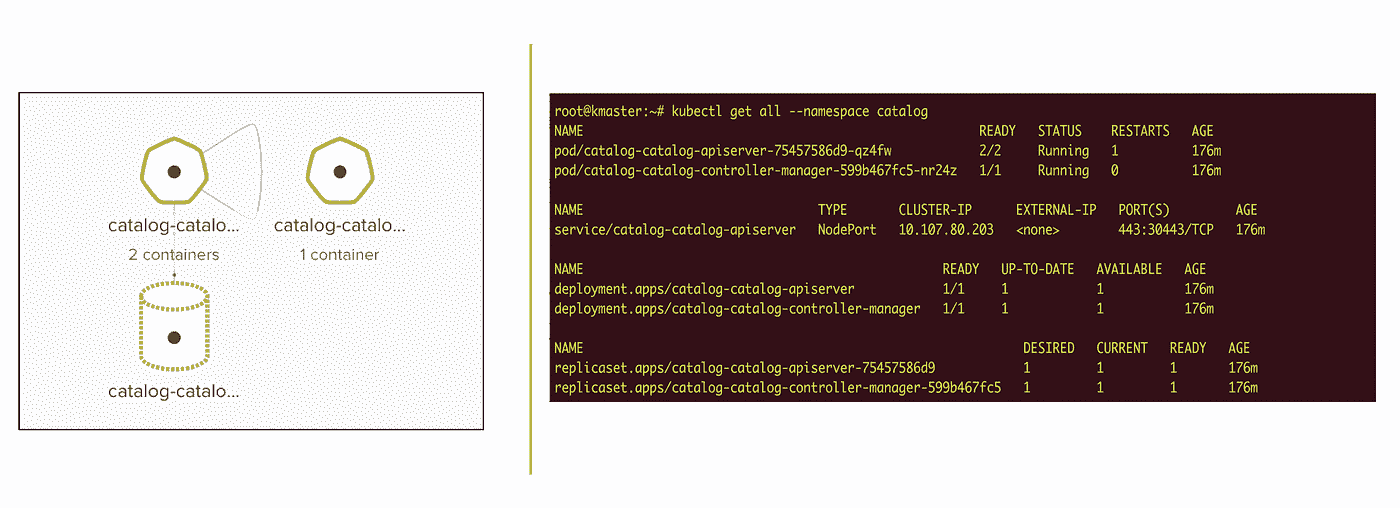 catalog-catalo... catalog-catalo...
2 containers 1 container
catalog-catalo...
root@kmaster:~# kubectl get all --namespace catalog
NAME READY STATUS RESTARTS AGE
pod/catalog-catalog-apiserver-75457586d9-qz4fw 2/2 Running 1 176m
pod/catalog-catalog-controller-manager-599b467fc5-nr24z 1/1 Running 0 176m
NAME TYPE CLUSTER-IP EXTERNAL-IP PORT(S) AGE
service/catalog-catalog-apiserver NodePort 10.107.80.203 <none> 443:30443/TCP 176m
NAME READY UP-TO-DATE AVAILABLE AGE
deployment.apps/catalog-catalog-apiserver 1/1 1 1 176m
deployment.apps/catalog-catalog-controller-manager 1/1 1 1 176m
NAME DESIRED CURRENT READY AGE
replicaset.apps/catalog-catalog-apiserver-75457586d9 1 1 1 176m
replicaset.apps/catalog-catalog-controller-manager-599b467fc5 1 1 1 176m